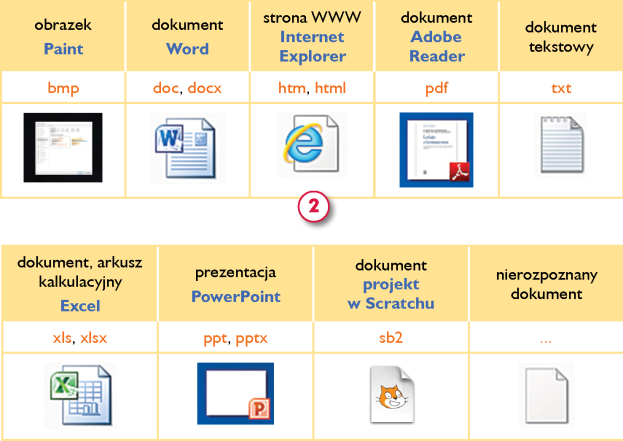 obrazek
Paint
dokument
Word
strona WWW
Internet
Explorer
dokument
Adobe
Reader
dokument
tekstowy
bmp
doc, docx
htm, html
pdf
txt
W
2
dokument, arkusz
kalkulacyjny
Excel
prezentacja
PowerPoint
dokument
projekt
w Scratchu
nierozpoznany
dokument
xls, xlsx
ppt, pptx
sb2
...
X
P